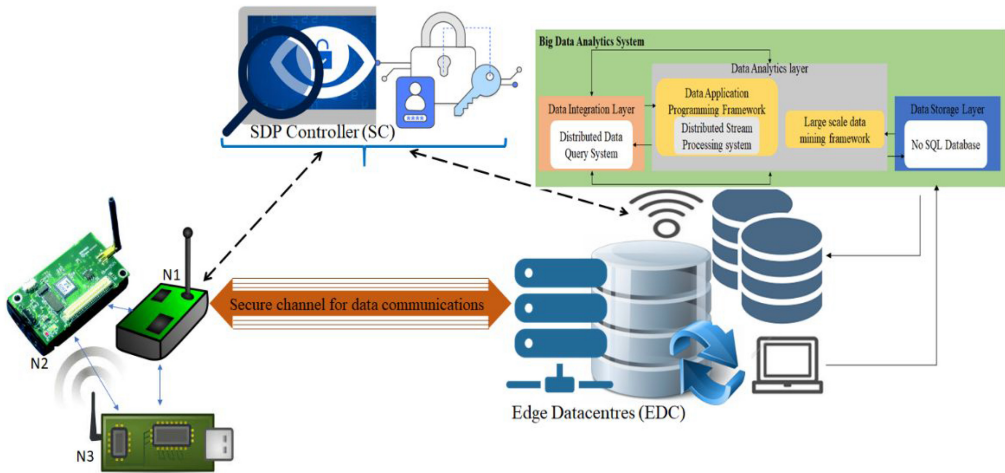 Big Data Analytics System
Data Analytics layer
Data Integration Layer
Distributed Data
Query System
Data Application
Programming Framework
Distributed Stream
Processing system
Large scale data
mining framework
Data Storage Layer
No SQL Database
SDP Controller (SC)
N1
Secure channel for data communications
N2
N3
Edge Datacentres (EDC)